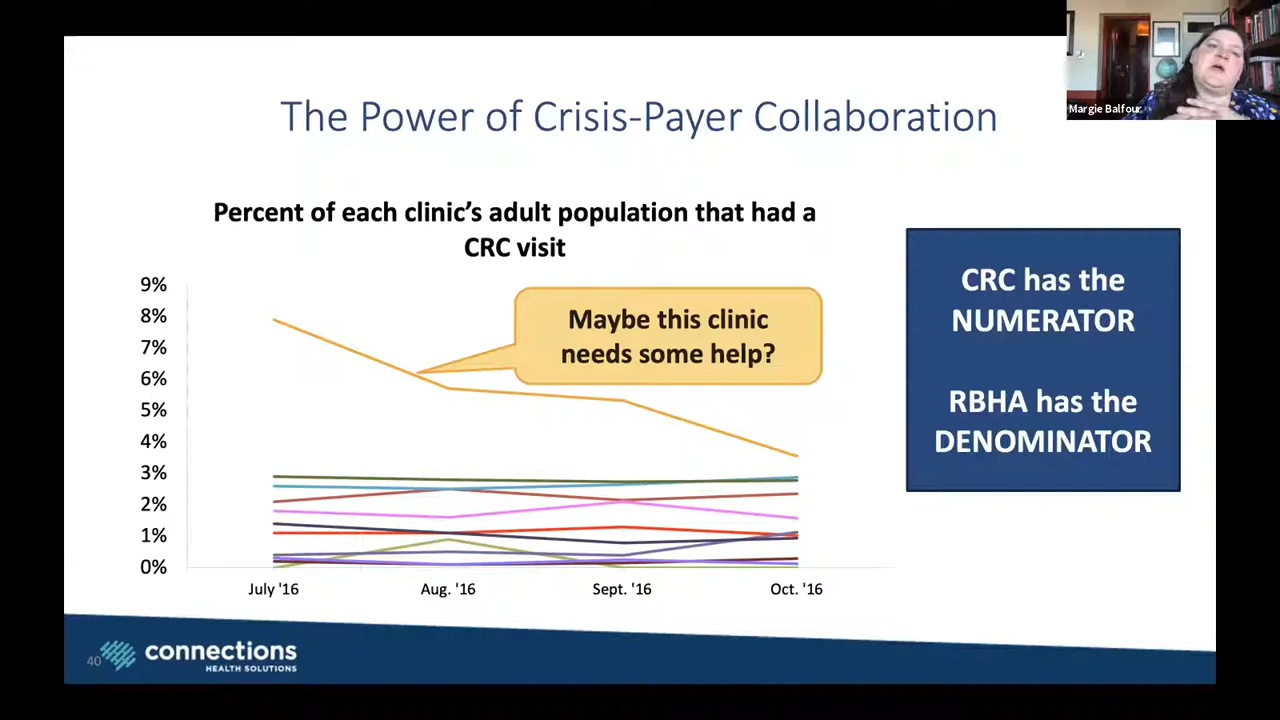 Margie Balfour
The Power of Crisis-Payer Collaboration
Percent of each clinic's adult population that had a
CRC visit
9%
8%
7%
6%
5%
4%
3%
2%
1%
0%
Maybe this clinic
needs some help?
July '16
Aug. '16
Sept. '16
Oct. '16
CRC has the
NUMERATOR
RBHA has the
DENOMINATOR
40
connections
HEALTH SOLUTIONS